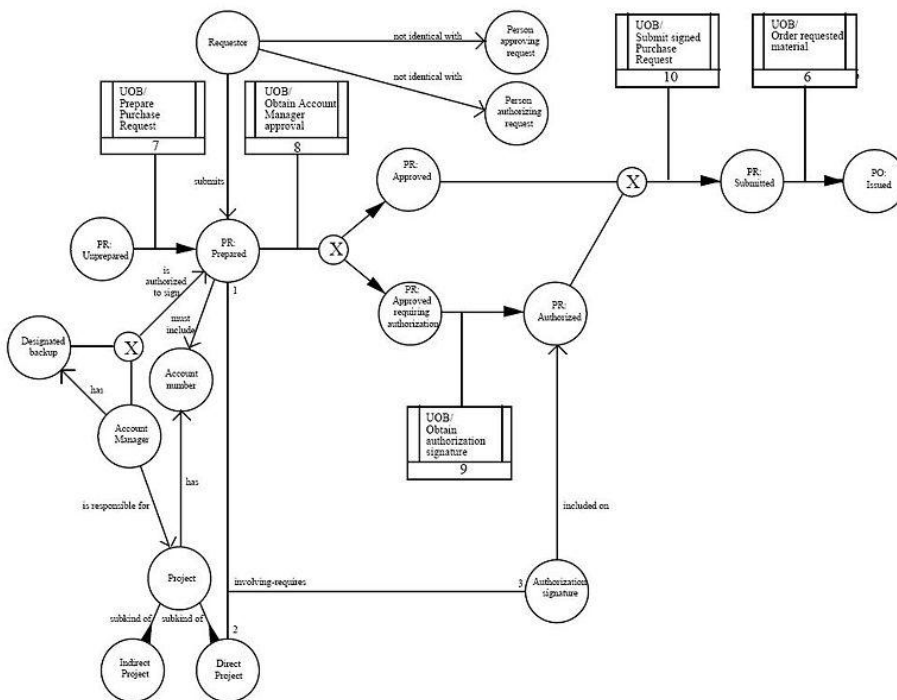 Requestor
not identical with
Person
approving
request
not identical with
Person
authorizing
request
UOB/
Submit signed
Purchase
Request
10
UOB/
Order requested
material
6
UOB/
Prepare
Purchase
Request
7
UOB/
Obtain Account
Manager
approval
8
submits
PR:
Approved
X
PR:
Submitted
PO:
Issued
PR:
Unprepared
PR:
Prepared
X
is
authorized
to sign
1
PR:
Approved
requiring
authorization
PR:
Authorized
must
include
Designated
backup
X
Account
number
has
Account
Manager
UOB/
Obtain
authorization
signature
9
is responsible for
has
included on
Project
involving-requires
3
Authorization
signature
subkind of
subkind of
2
Indirect
Project
Direct
Project